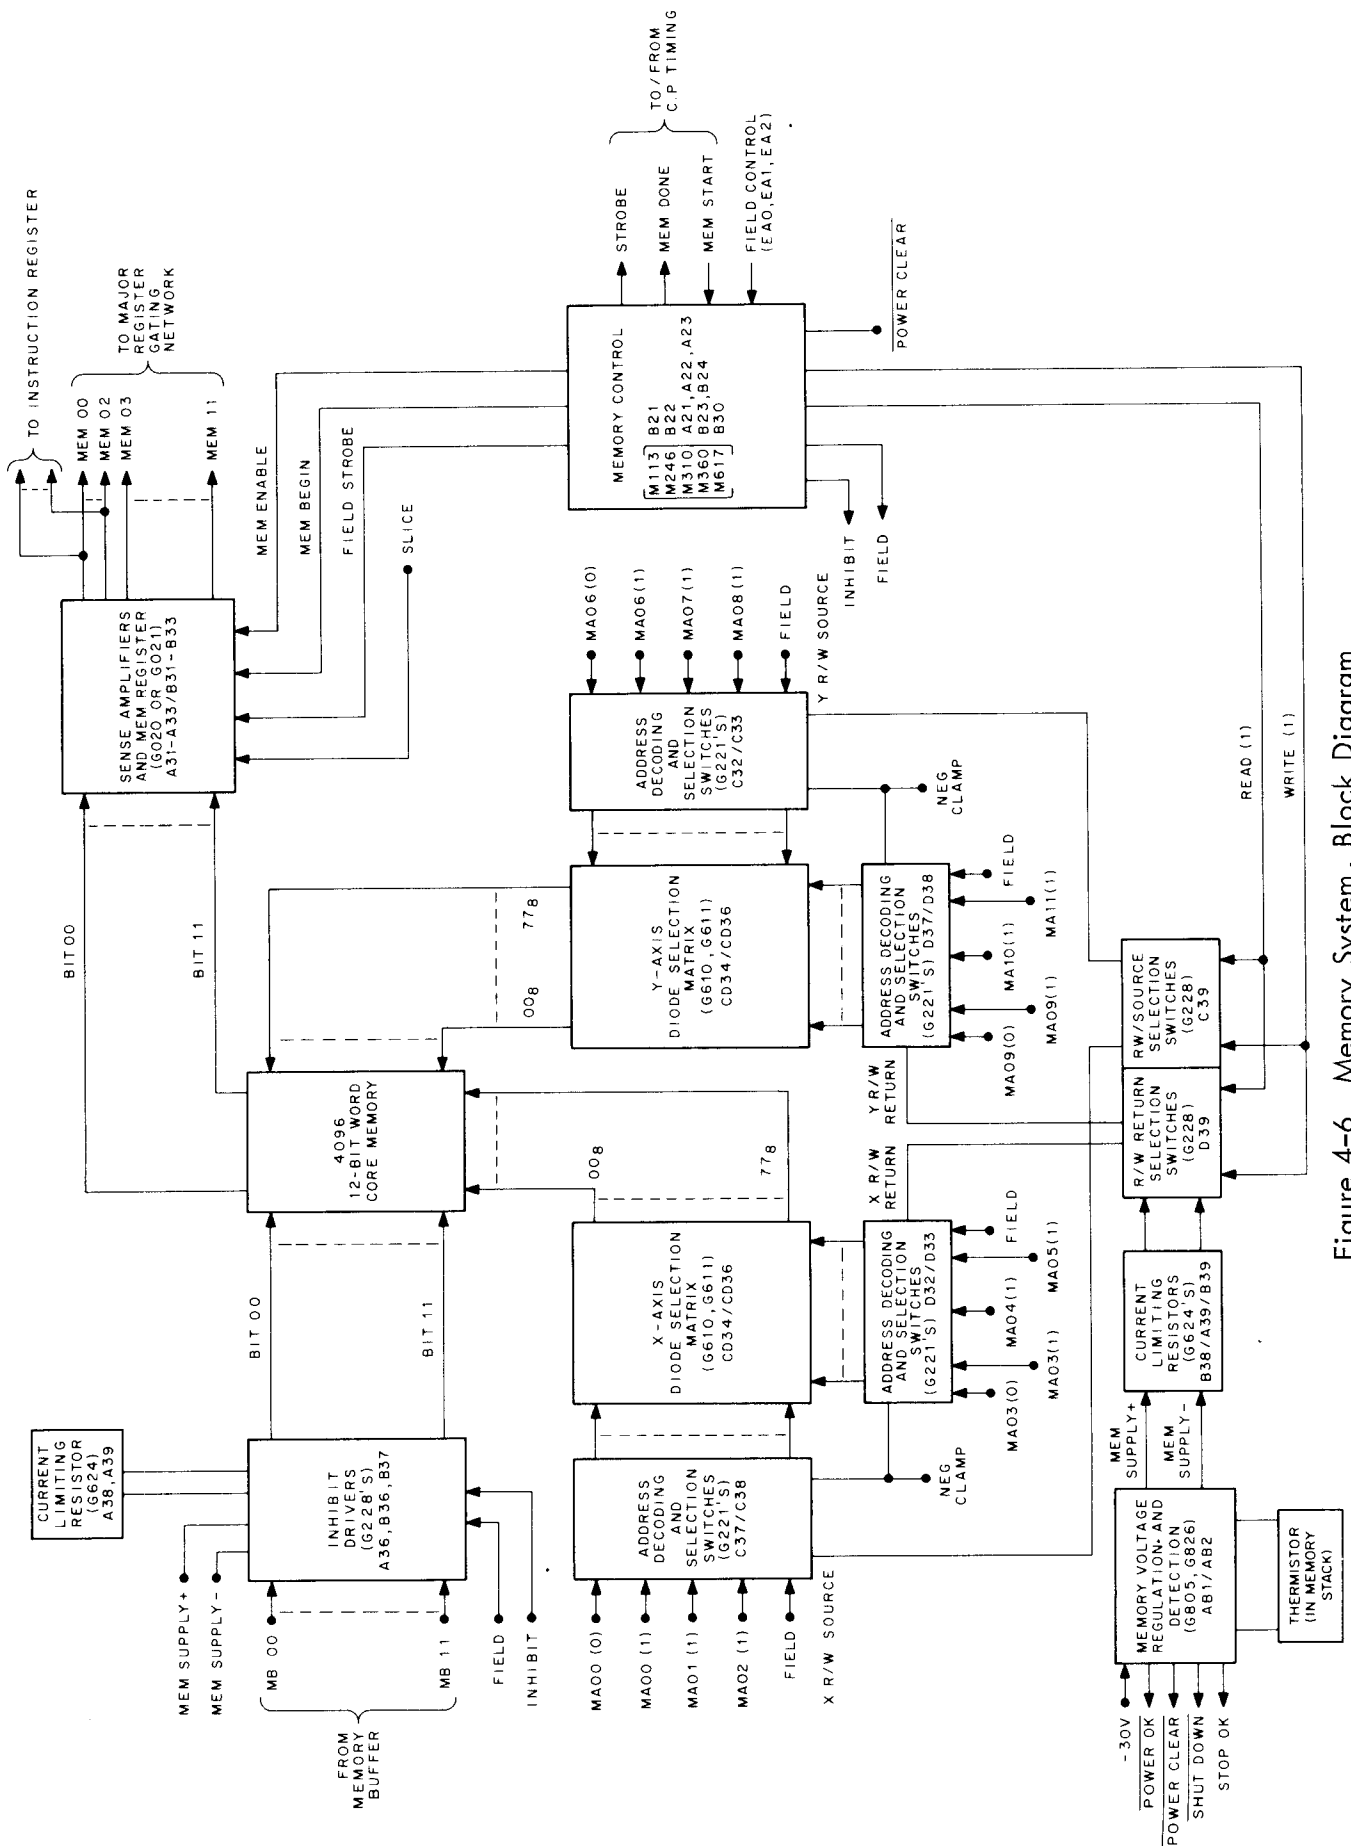 TO INSTRUCTION REGISTER
TO MAJOR
REGISTER
GATING
NETWORK
MEM 00
MEM 02
MEM 03
MEM 11
SENSE AMPLIFIERS
AND MEM REGISTER
(G020 OR G021)
A31-A33/B31-B33
BIT 00
BIT 11
MEM ENABLE
MEM BEGIN
FIELD STROBE
SLICE
STROBE
MEM DONE
MEM START
TO/FROM
C.P TIMING
FIELD CONTROL
(EA0,EA1,EA2)
POWER CLEAR
MEMORY CONTROL
M113 B21
M246 B22
M310 A21,A22,A23
M360 B23,B24
M617 B30
INHIBIT
FIELD
CURRENT
LIMITING
RESISTOR
(G624)
A38,A39
MEM SUPPLY+
MEM SUPPLY-
MB 00
MB 11
FROM
MEMORY
BUFFER
FIELD
INHIBIT
INHIBIT
DRIVERS
(G228'S)
A36,B36,B37
BIT 00
BIT 11
4096
12-BIT WORD
CORE MEMORY
008
778
008
778
MA00 (0)
MA00 (1)
MA01 (1)
MA02 (1)
FIELD
X R/W SOURCE
ADDRESS
DECODING
AND
SELECTION
SWITCHES
(G221'S)
C37/C38
X-AXIS
DIODE SELECTION
MATRIX
(G610,G611)
CD34/CD36
Y-AXIS
DIODE SELECTION
MATRIX
(G610,G611)
CD34/CD36
ADDRESS
DECODING
AND
SELECTION
SWITCHES
(G221'S)
C32/C33
MA06(0)
MA06(1)
MA07(1)
MA08(1)
FIELD
Y R/W SOURCE
NEG
CLAMP
ADDRESS DECODING
AND SELECTION
SWITCHES
(G221'S) D32/D33
MA03(0)
MA03(1)
MA04(1)
MA05(1)
FIELD
X R/W
RETURN
Y R/W
RETURN
ADDRESS DECODING
AND SELECTION
SWITCHES
(G221'S) D37/D38
MA09(0)
MA09(1)
MA10(1)
MA11(1)
FIELD
NEG
CLAMP
READ (1)
WRITE (1)
-30V
POWER OK
POWER CLEAR
SHUT DOWN
STOP OK
MEMORY VOLTAGE
REGULATION AND
DETECTION
(G805,G826)
AB1/AB2
THERMISTOR
(IN MEMORY
STACK)
MEM
SUPPLY+
MEM
SUPPLY-
CURRENT
LIMITING
RESISTORS
(G624'S)
B38/A39/B39
R/W RETURN
SELECTION
SWITCHES
(G228)
D39
RW/SOURCE
SELECTION
SWITCHES
(G228)
C39
Figure 4-6 Memory System, Block Diagram